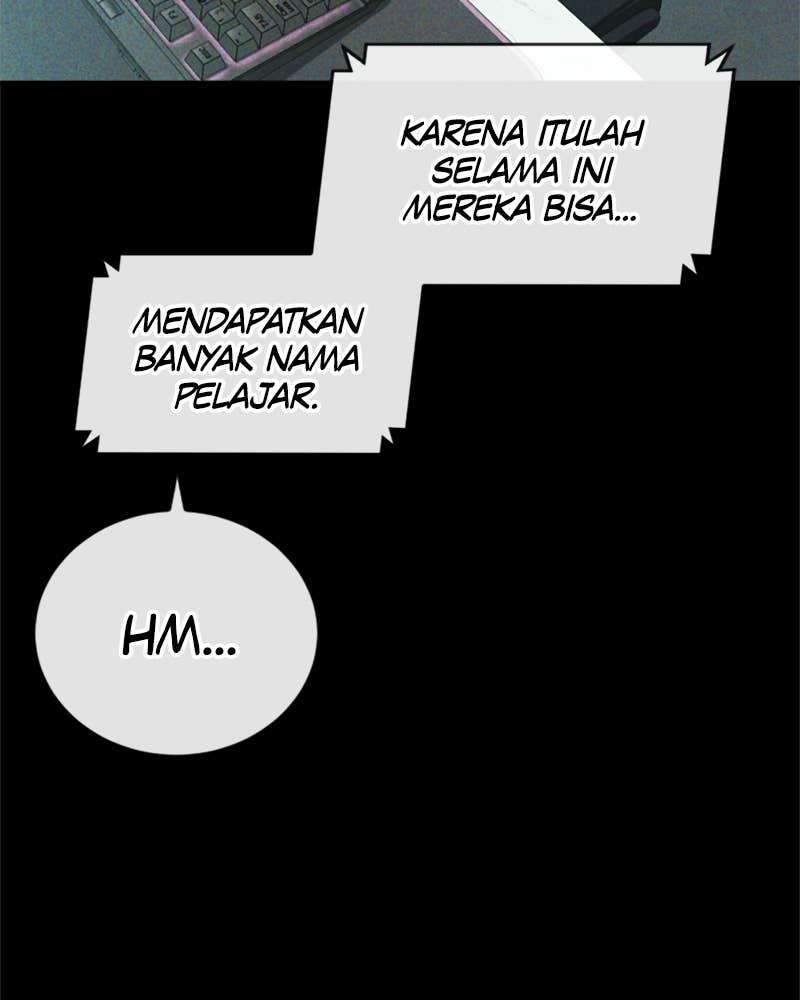 KARENA ITULAH
SELAMA INI
MEREKA BISA...
MENDAPATKAN
BANYAK NAMA
PELAJAR.
HM...